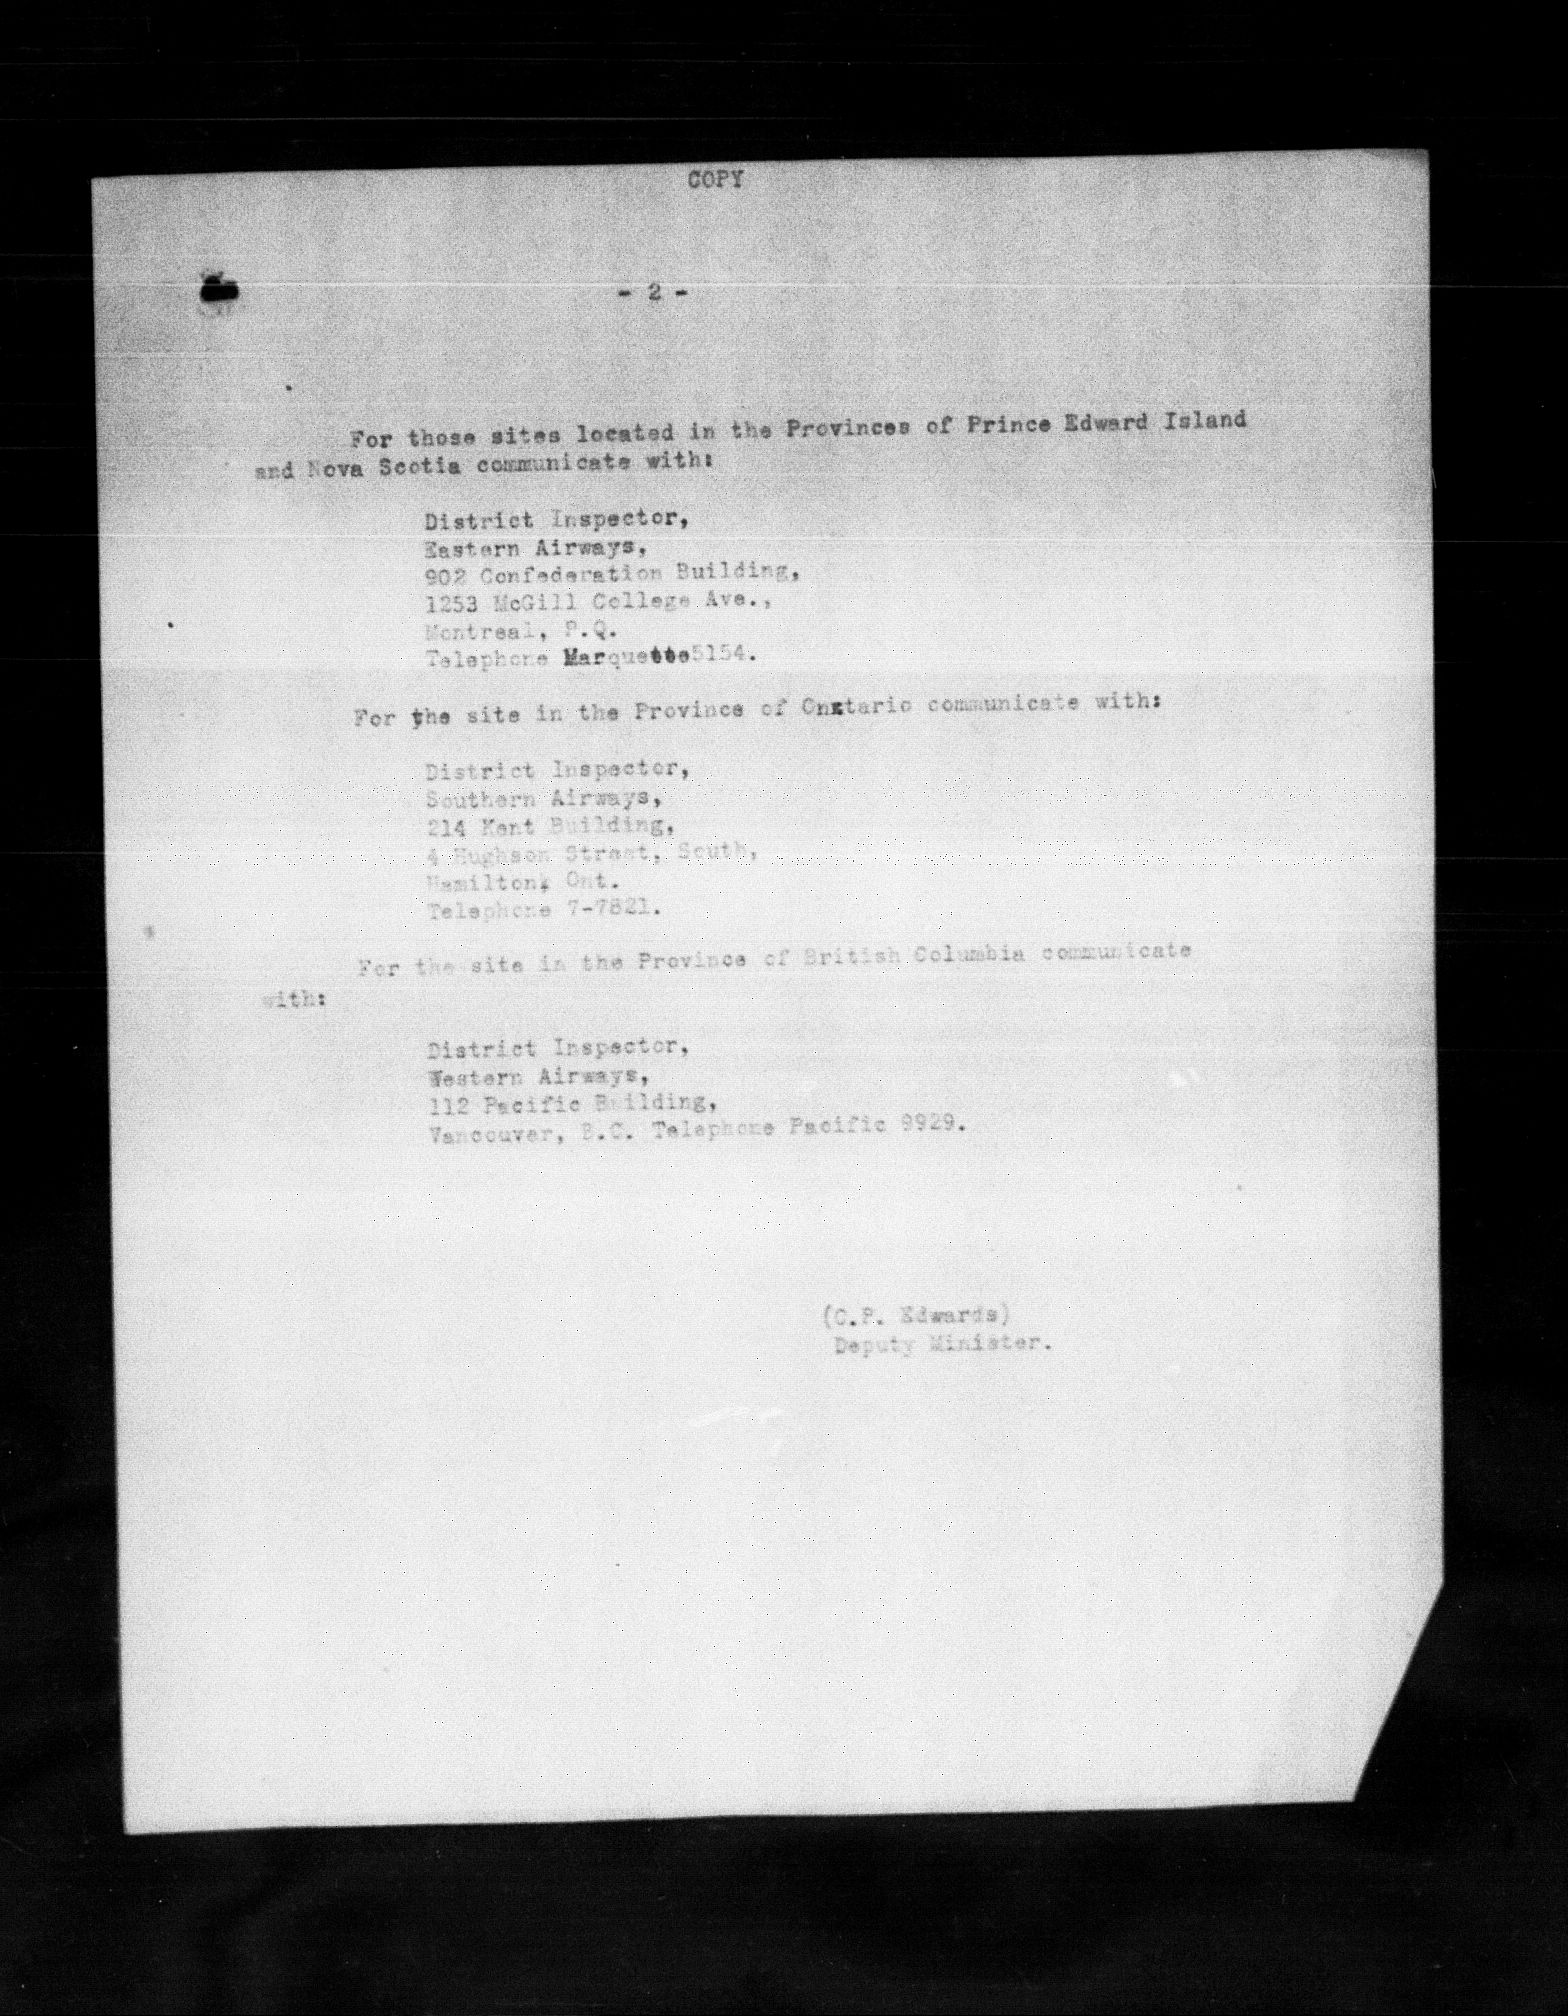 COPY
- 2 -
For those sites located in the Provinces of Prince Edward Island
and Nova Scotia communicate with:
District Inspector,
Eastern Airways,
902 Confederation Building,
1253 McGill College Ave.,
Montreal, P.Q.
Telephone Marquette5154.
For the site in the Province of Onxtario communicate with:
District Inspector,
Southern Airways,
214 Kent Building,
4 Hughson Street, South,
Hamilton, Ont.
Telephone 7-7821.
For the site in the Province of British Columbia communicate
with:
District Inspector,
Western Airways,
112 Pacific Building,
Vancouver, B.C. Telephone Pacific 9929.
(C.P. Edwards)
Deputy Minister.